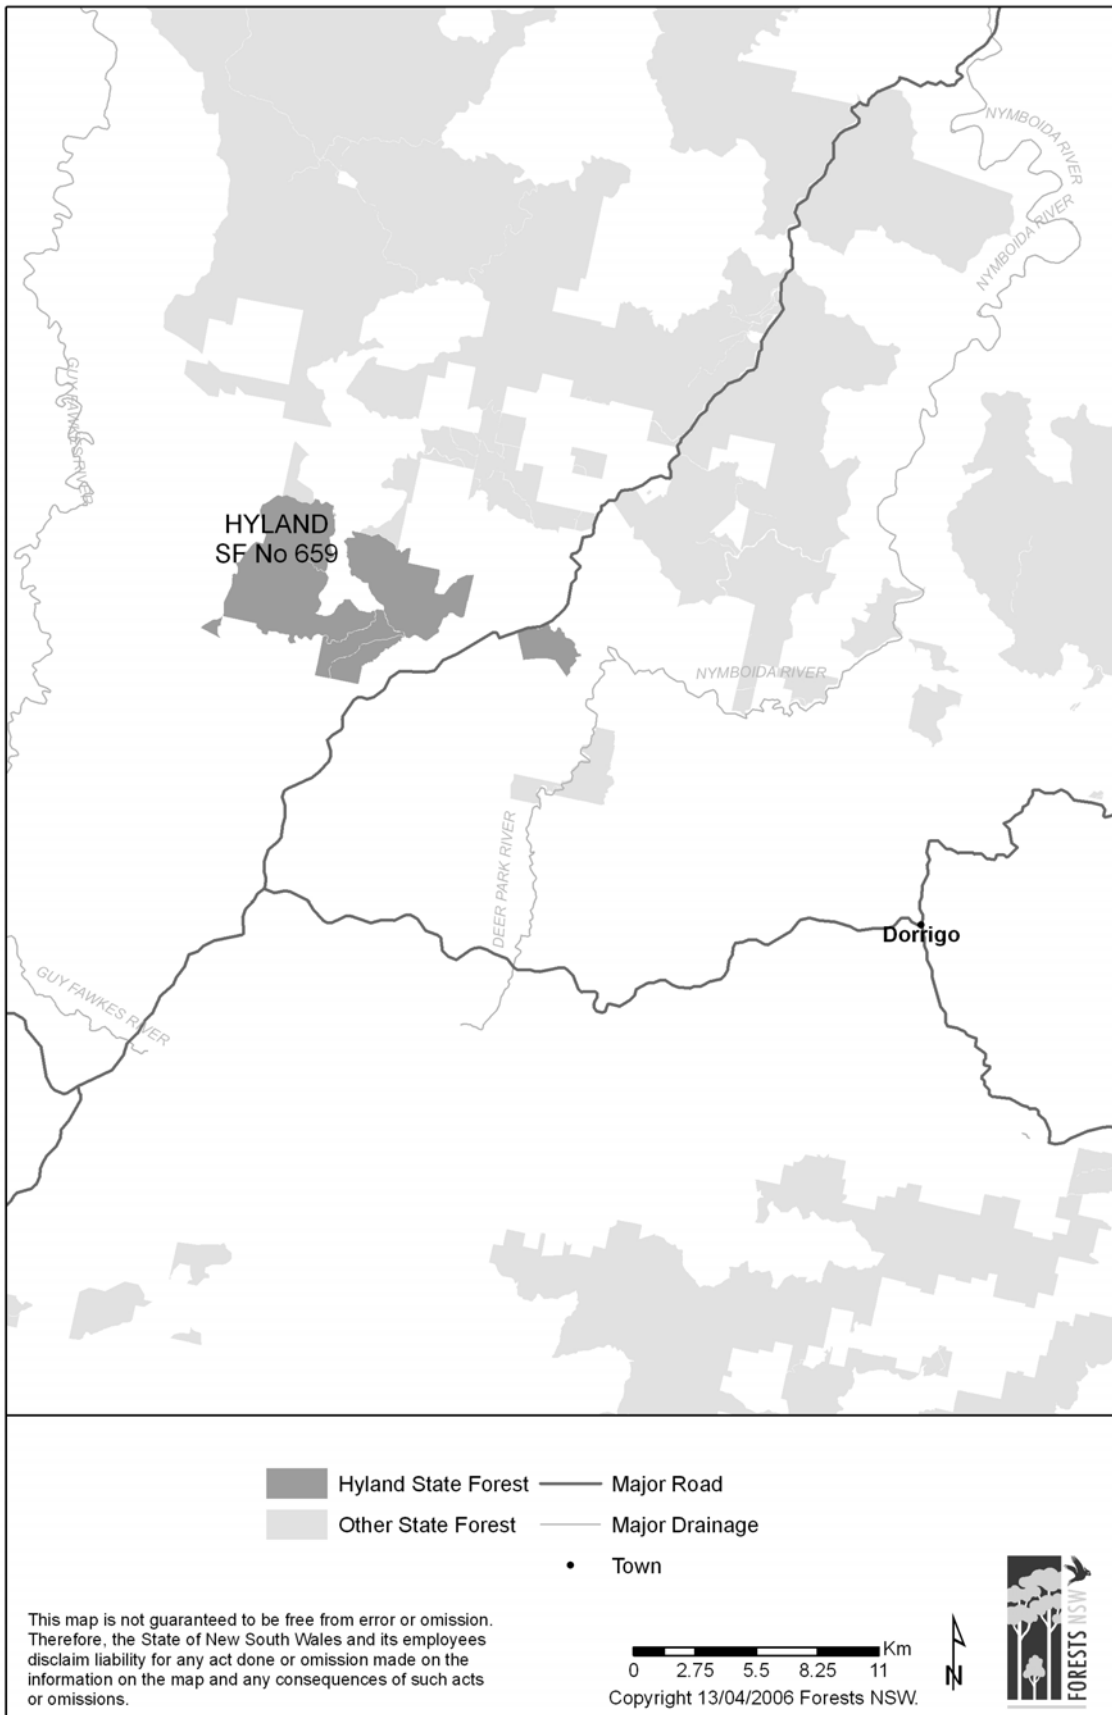 NYMBOIDA RIVER
NYMBOIDA RIVER
GUY FAWKES RIVER
HYLAND
SF No 659
NYMBOIDA RIVER
DEER PARK RIVER
Dorrigo
GUY FAWKES RIVER
Hyland State Forest
Major Road
Other State Forest
Major Drainage
Town
This map is not guaranteed to be free from error or omission.
Therefore, the State of New South Wales and its employees
disclaim liability for any act done or omission made on the
information on the map and any consequences of such acts
or omissions.
Km
0 2.75 5.5 8.25 11
Copyright 13/04/2006 Forests NSW.
N
FORESTS NSW